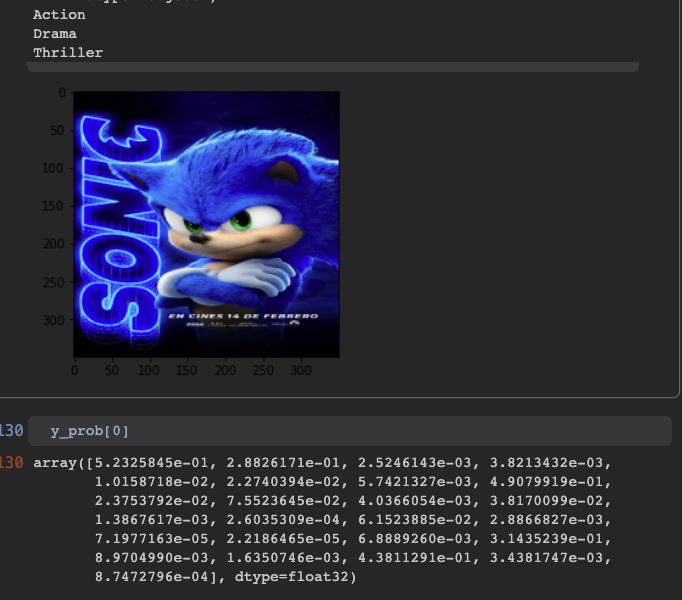 Action
Drama
Thriller
0
50
100
150
200
250
300
SONIC
EN CINES 14 DE FEBRERO
SEGA
0 50 100 150 200 250 300
130 y_prob[0]
130 array([5.2325845e-01, 2.8826171e-01, 2.5246143e-03, 3.8213432e-03,
1.0158718e-02, 2.2740394e-02, 5.7421327e-03, 4.9079919e-01,
2.3753792e-02, 7.5523645e-02, 4.0366054e-03, 3.8170099e-02,
1.3867617e-03, 2.6035309e-04, 6.1523885e-02, 2.8866827e-03,
7.1977163e-05, 2.2186465e-05, 6.8889260e-03, 3.1435239e-01,
8.9704990e-03, 1.6350746e-03, 4.3811291e-01, 3.4381747e-03,
8.7472796e-04], dtype=float32)